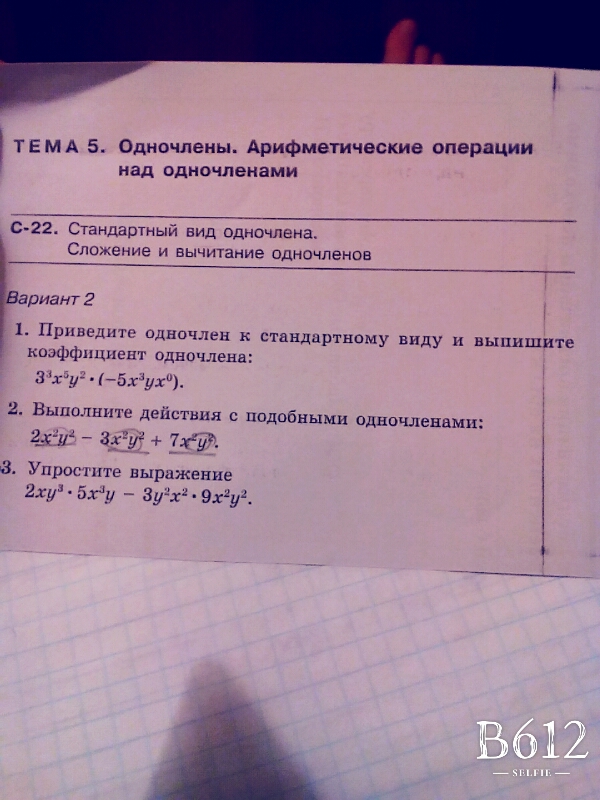 ТЕМА 5. Одночлены. Арифметические операции
над одночленами
С-22. Стандартный вид одночлена.
Сложение и вычитание одночленов
Вариант 2
1. Приведите одночлен к стандартному виду и выпишите
коэффициент одночлена:
3³x⁵y² · (−5x³yx⁰).
2. Выполните действия с подобными одночленами:
2x²y² − 3x²y² + 7x²y².
3. Упростите выражение
2xy³ · 5x³y − 3y²x² · 9x²y².
B612
— SELFIE —